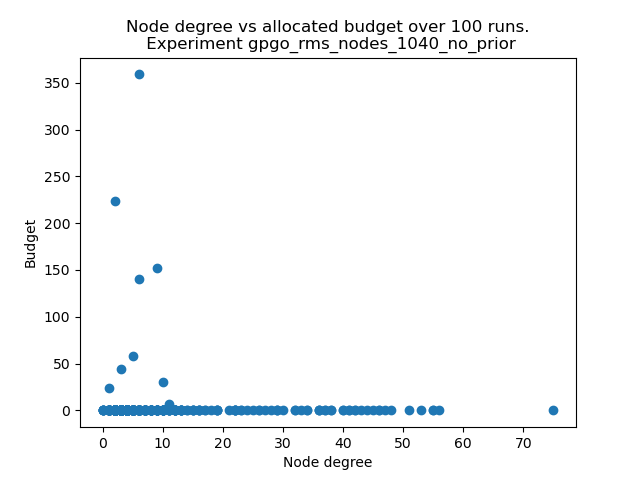 Node degree vs allocated budget over 100 runs.
Experiment gpgo_rms_nodes_1040_no_prior
350
300
250
200
150
100
50
0
Budget
0 10 20 30 40 50 60 70
Node degree